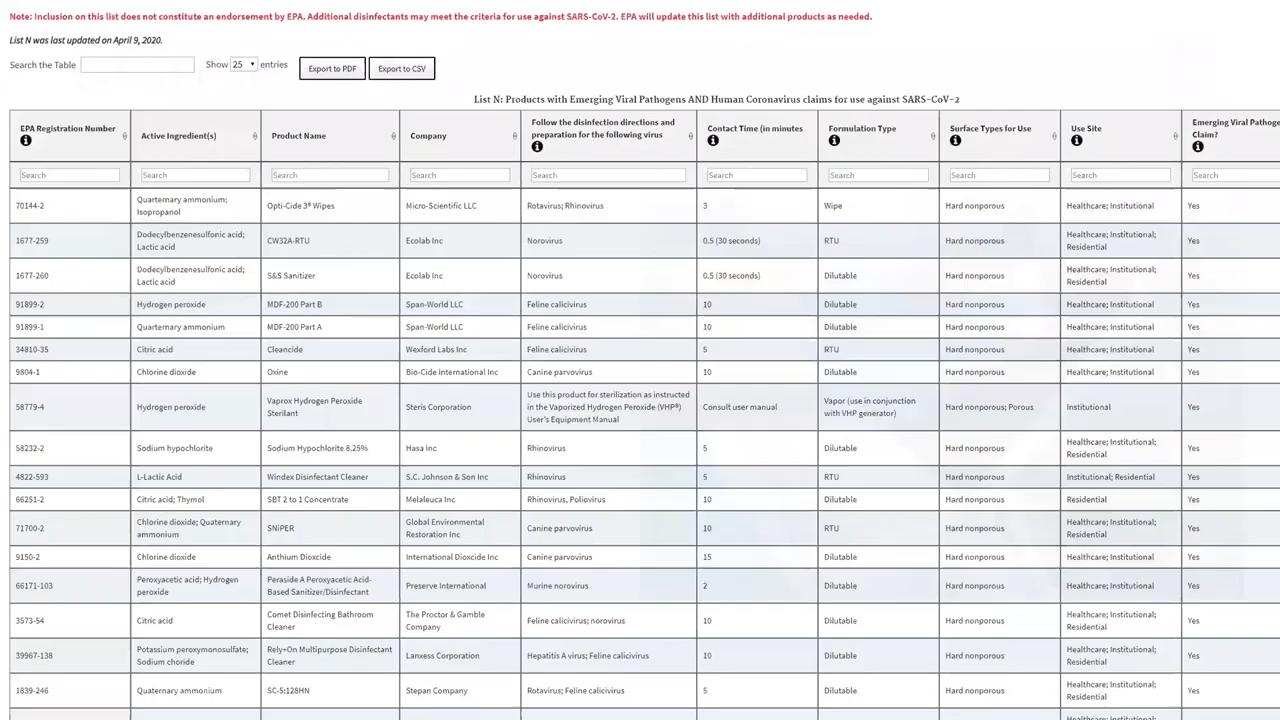 Note: Inclusion on this list does not constitute an endorsement by EPA. Additional disinfectants may meet the criteria for use against SARS-CoV-2. EPA will update this list with additional products as needed.
List N was last updated on April 9, 2020.
Search the Table Show 25 entries Export to PDF Export to CSV
List N: Products with Emerging Viral Pathogens AND Human Coronavirus claims for use against SARS-CoV-2
EPA Registration Number Active Ingredient(s) Product Name Company Follow the disinfection directions and preparation for the following virus Contact Time (in minutes Formulation Type Surface Types for Use Use Site Emerging Viral Pathoge Claim?
Search Search Search Search Search Search Search Search Search Search
70144-2 Quarternary ammonium; Isopropanol Opti-Cide 3® Wipes Micro-Scientific LLC Rotavirus; Rhinovirus 3 Wipe Hard nonporous Healthcare; Institutional Yes
1677-259 Dodecylbenzenesulfonic acid; Lactic acid CW32A-RTU Ecolab Inc Norovirus 0.5 (30 seconds) RTU Hard nonporous Healthcare; Institutional; Residential Yes
1677-260 Dodecylbenzenesulfonic acid; Lactic acid S&S Sanitizer Ecolab Inc Norovirus 0.5 (30 seconds) Dilutable Hard nonporous Healthcare; Institutional; Residential Yes
91899-2 Hydrogen peroxide MDF-200 Part B Span-World LLC Feline calicivirus 10 Dilutable Hard nonporous Healthcare; Institutional Yes
91899-1 Quarternary ammonium MDF-200 Part A Span-World LLC Feline calicivirus 10 Dilutable Hard nonporous Healthcare; Institutional Yes
34810-35 Citric acid Cleancide Wexford Labs Inc Feline calicivirus 5 RTU Hard nonporous Healthcare; Institutional Yes
9804-1 Chlorine dioxide Oxine Bio-Cide International Inc Canine parvovirus 10 Dilutable Hard nonporous Healthcare; Institutional Yes
58779-4 Hydrogen peroxide Vaprox Hydrogen Peroxide Sterilant Steris Corporation Use this product for sterilization as instructed in the Vaporized Hydrogen Peroxide (VHP®) User's Equipment Manual Consult user manual Vapor (use in conjunction with VHP generator) Hard nonporous; Porous Institutional Yes
58232-2 Sodium hypochlorite Sodium Hypochlorite 8.25% Hasa Inc Rhinovirus 5 Dilutable Hard nonporous Healthcare; Institutional; Residential Yes
4822-593 L-Lactic Acid Windex Disinfectant Cleaner S.C. Johnson & Son Inc Rhinovirus 5 RTU Hard nonporous Institutional; Residential Yes
66251-2 Citric acid; Thymol SBT 2 to 1 Concentrate Melaleuca Inc Rhinovirus, Poliovirus 10 Dilutable Hard nonporous Residential Yes
71700-2 Chlorine dioxide; Quaternary ammonium SNiPER Global Environmental Restoration Inc Canine parvovirus 10 RTU Hard nonporous Healthcare; Institutional; Residential Yes
9150-2 Chlorine dioxide Anthium Dioxcide International Dioxcide Inc Canine parvovirus 15 Dilutable Hard nonporous Healthcare; Institutional Yes
66171-103 Peroxyacetic acid; Hydrogen peroxide Peraside A Peroxyacetic Acid-Based Sanitizer/Disinfectant Preserve International Murine norovirus 2 Dilutable Hard nonporous Healthcare; Institutional Yes
3573-54 Citric acid Comet Disinfecting Bathroom Cleaner The Proctor & Gamble Company Feline calicivirus; norovirus 10 Dilutable Hard nonporous Healthcare; Institutional; Residential Yes
39967-138 Potassium peroxymonosulfate; Sodium choride Rely+On Multipurpose Disinfectant Cleaner Lanxess Corporation Hepatitis A virus; Feline calicivirus 10 Dilutable Hard nonporous Healthcare; Institutional; Residential Yes
1839-246 Quaternary ammonium SC-5:128HN Stepan Company Rotavirus; Feline calicivirus 5 Dilutable Hard nonporous Healthcare; Institutional; Residential Yes